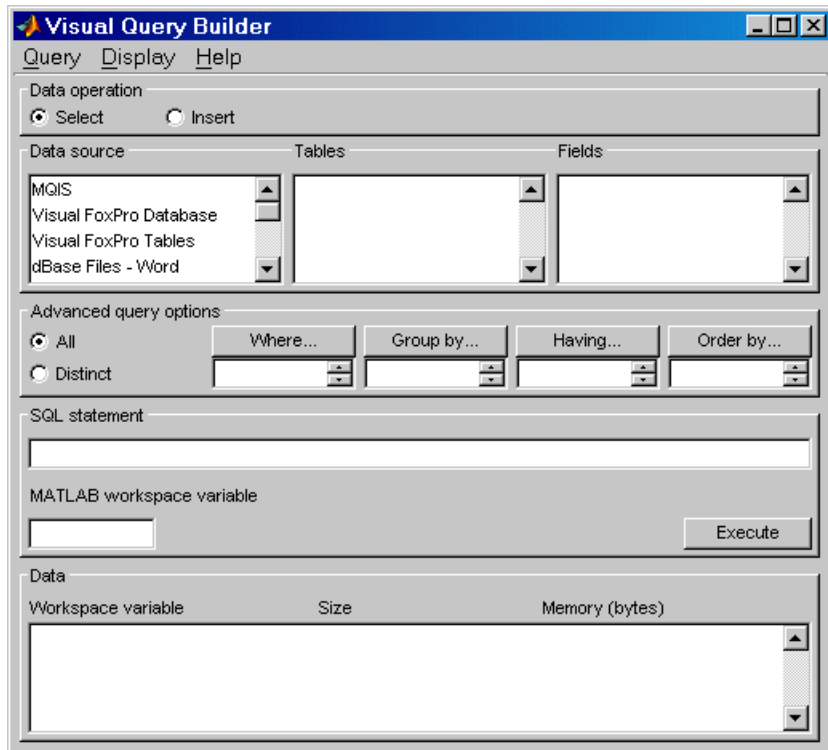 Visual Query Builder
Query Display Help
Data operation
Select Insert
Data source Tables Fields
MQIS
Visual FoxPro Database
Visual FoxPro Tables
dBase Files - Word
Advanced query options
All Where... Group by... Having... Order by...
Distinct
SQL statement
MATLAB workspace variable
Execute
Data
Workspace variable Size Memory (bytes)